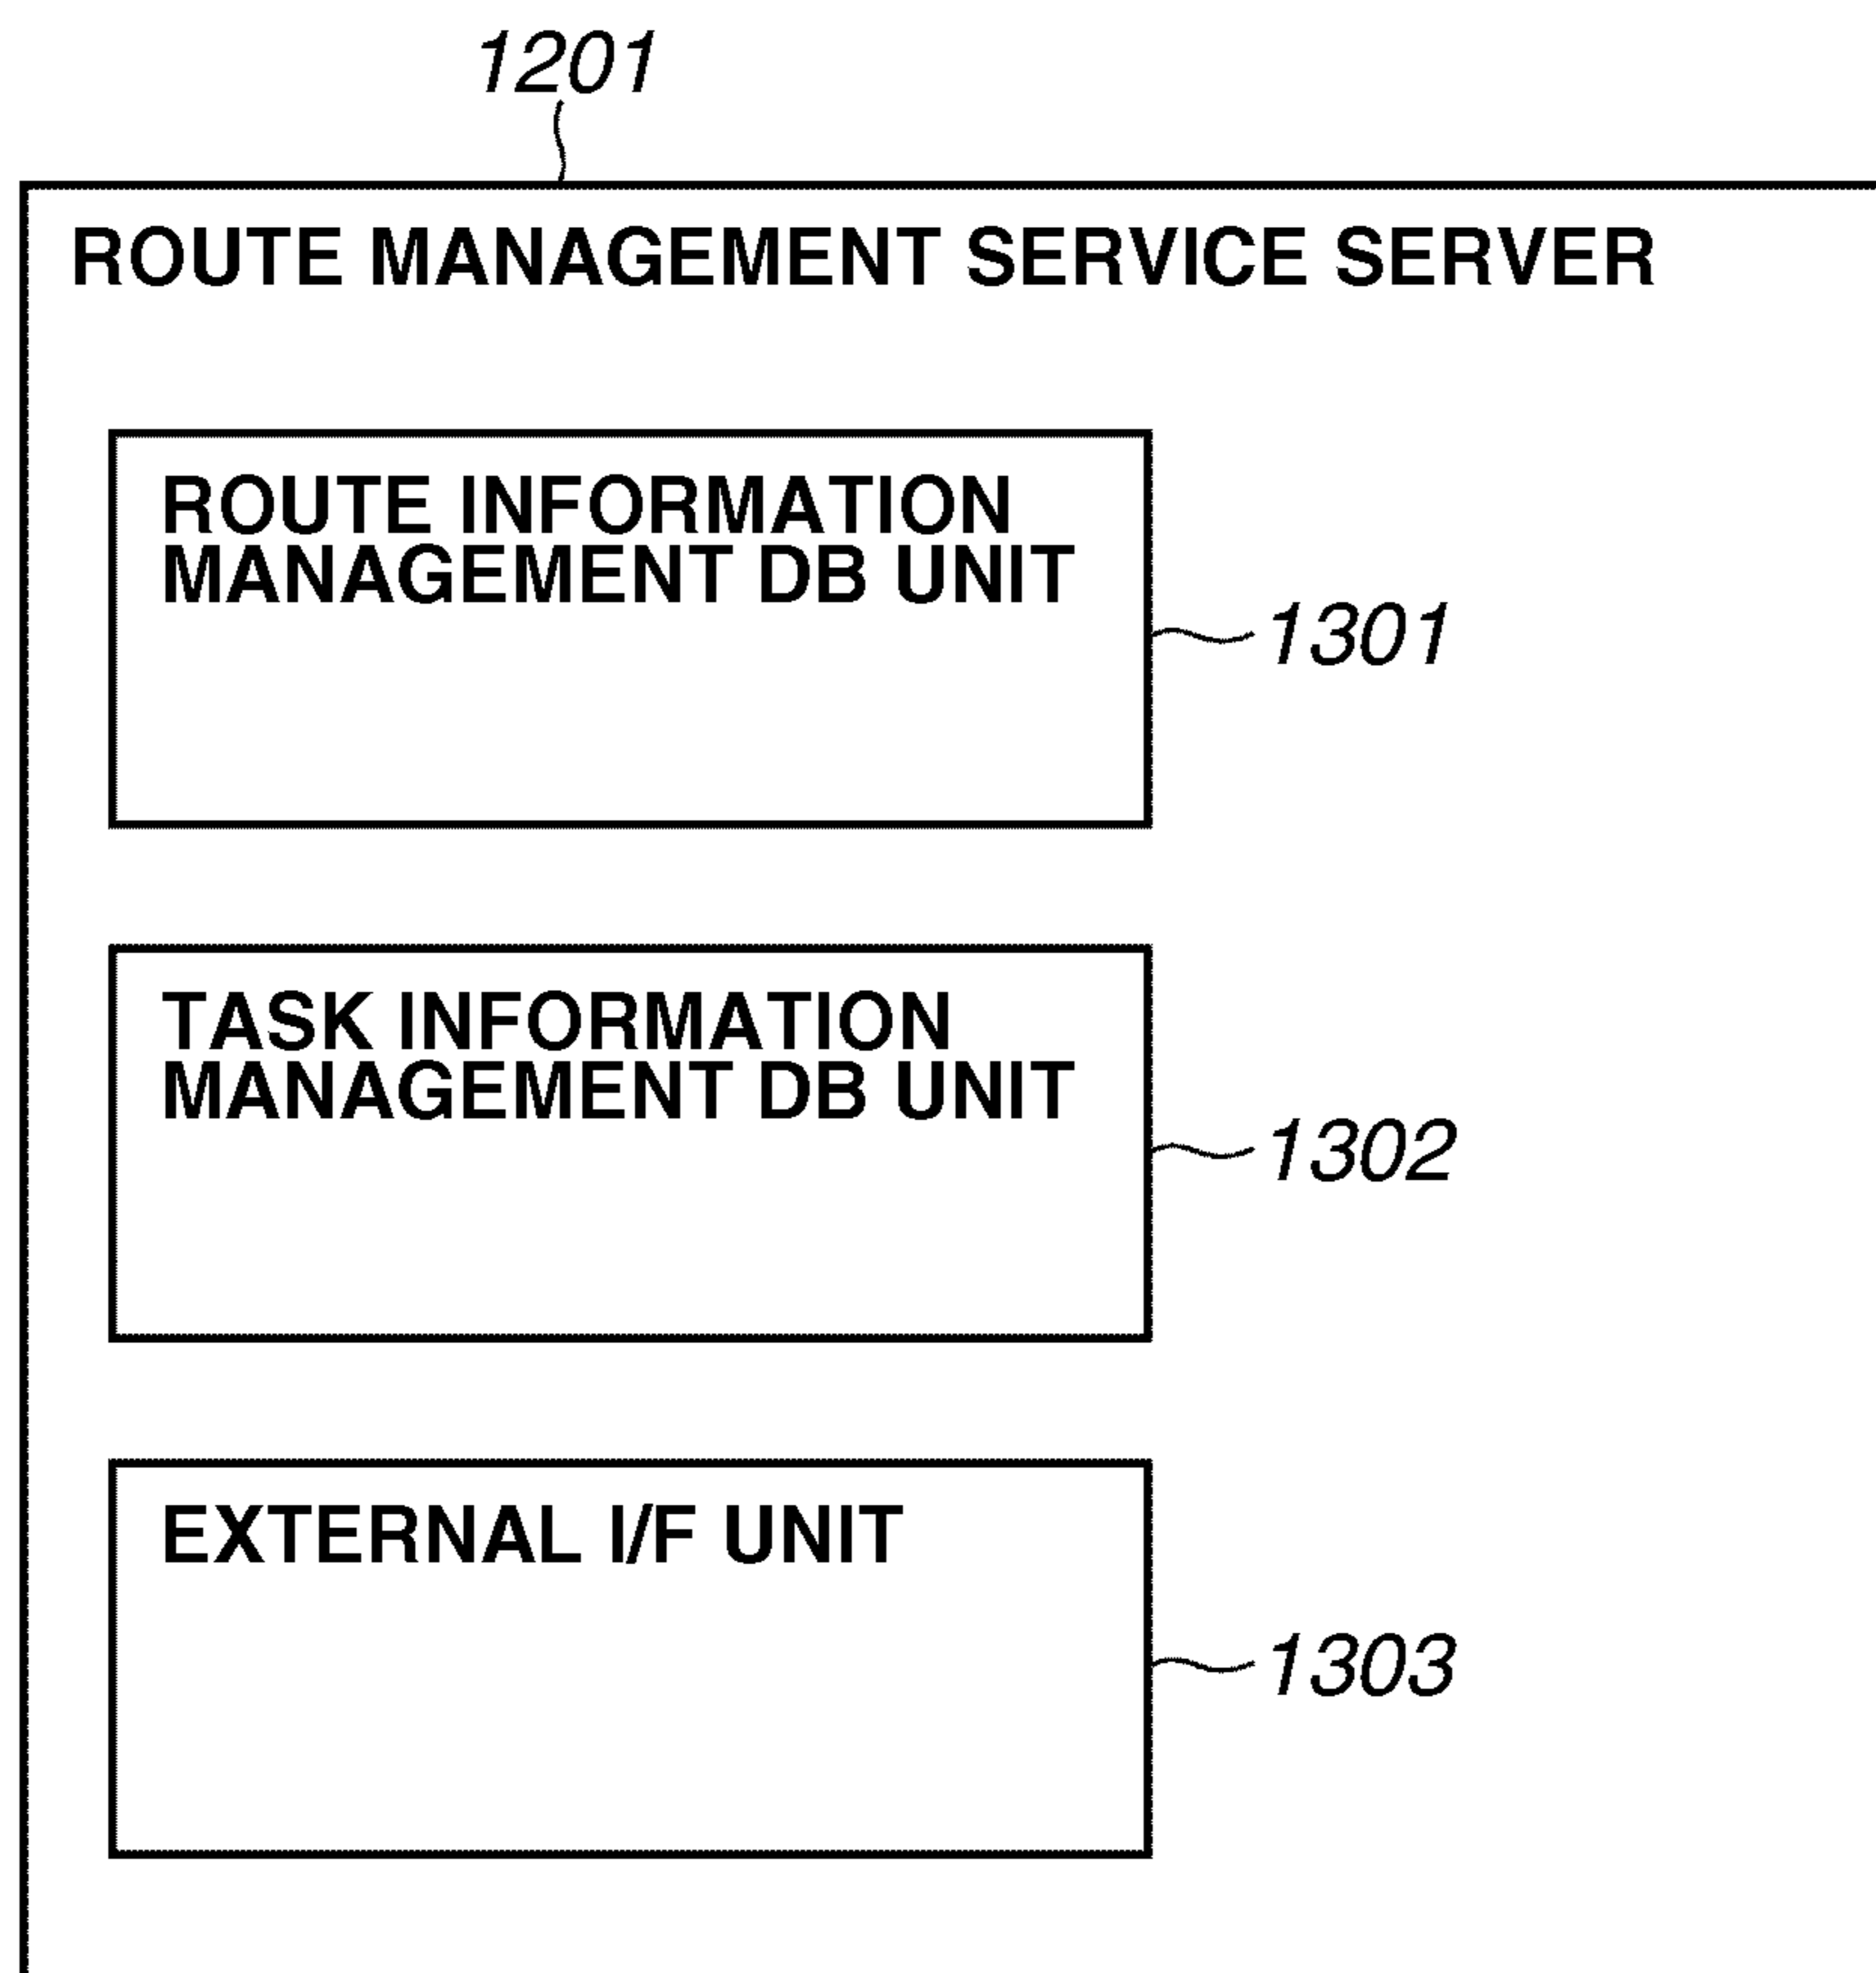 1201
ROUTE MANAGEMENT SERVICE SERVER
ROUTE INFORMATION
MANAGEMENT DB UNIT
1301
TASK INFORMATION
MANAGEMENT DB UNIT
1302
EXTERNAL I/F UNIT
1303